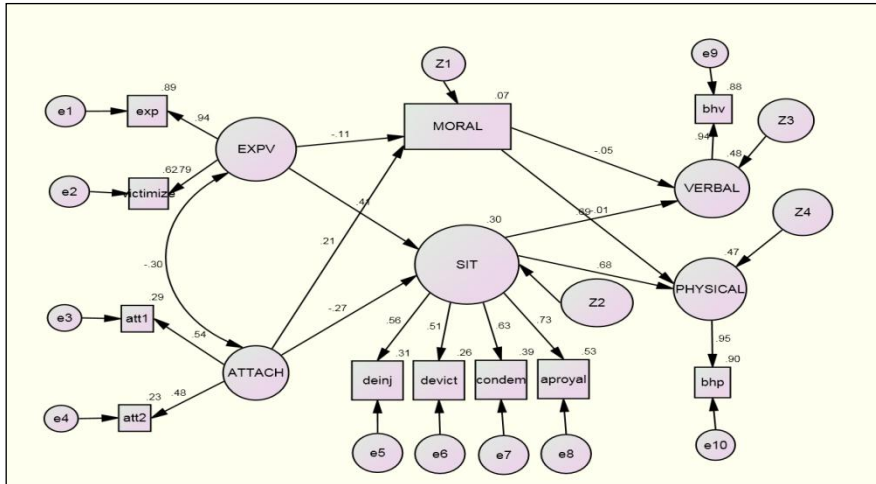 e9
Z1
.88
.89
.07
bhv
Z3
e1
exp
.94
MORAL
.94
EXPV
-.11
-.05
.48
.62.79
VERBAL
e2
victimize
.41
.30
.69
-.01
Z4
.21
.47
SIT
.68
PHYSICAL
-.30
-.27
Z2
.29
.56
.51
.63
.73
.95
e3
att1
.54
.31
.26
.39
.53
.90
ATTACH
deinj
devict
condem
aproyal
bhp
.23
.48
e4
att2
e5
e6
e7
e8
e10